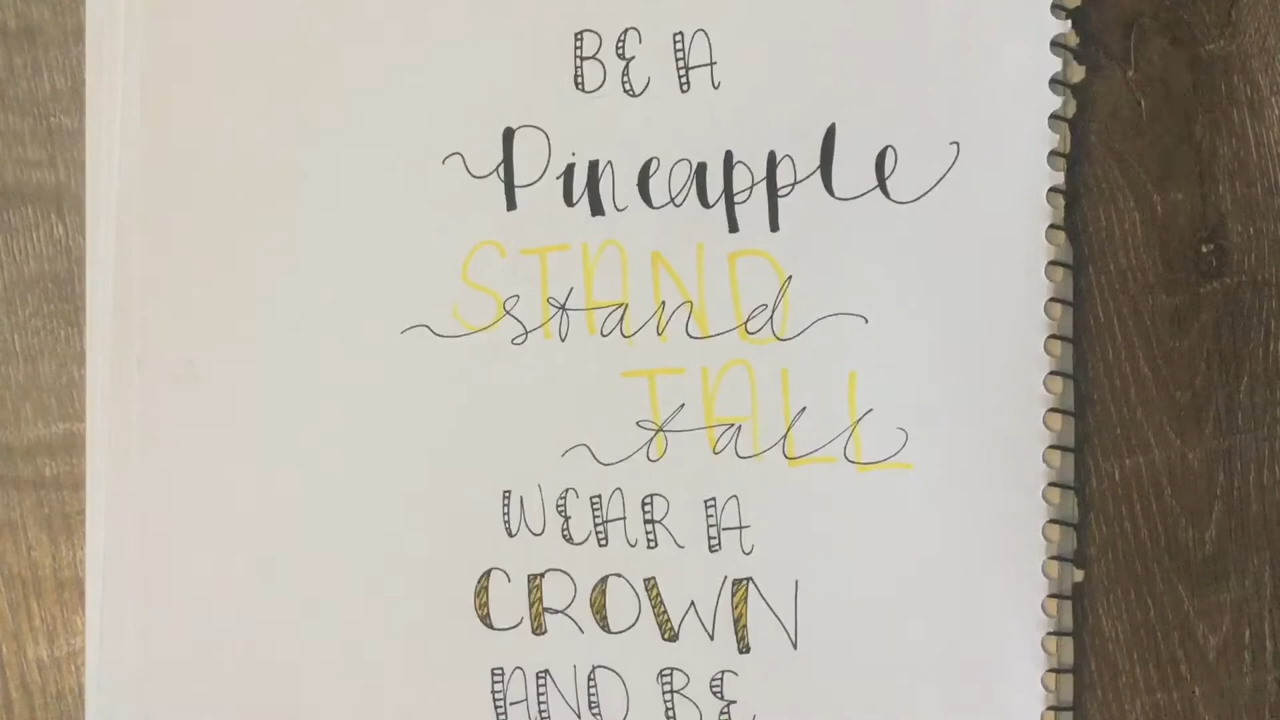 BE A
Pineapple
STAND
stand
TALL
tall
WEAR A
CROWN
AND BE